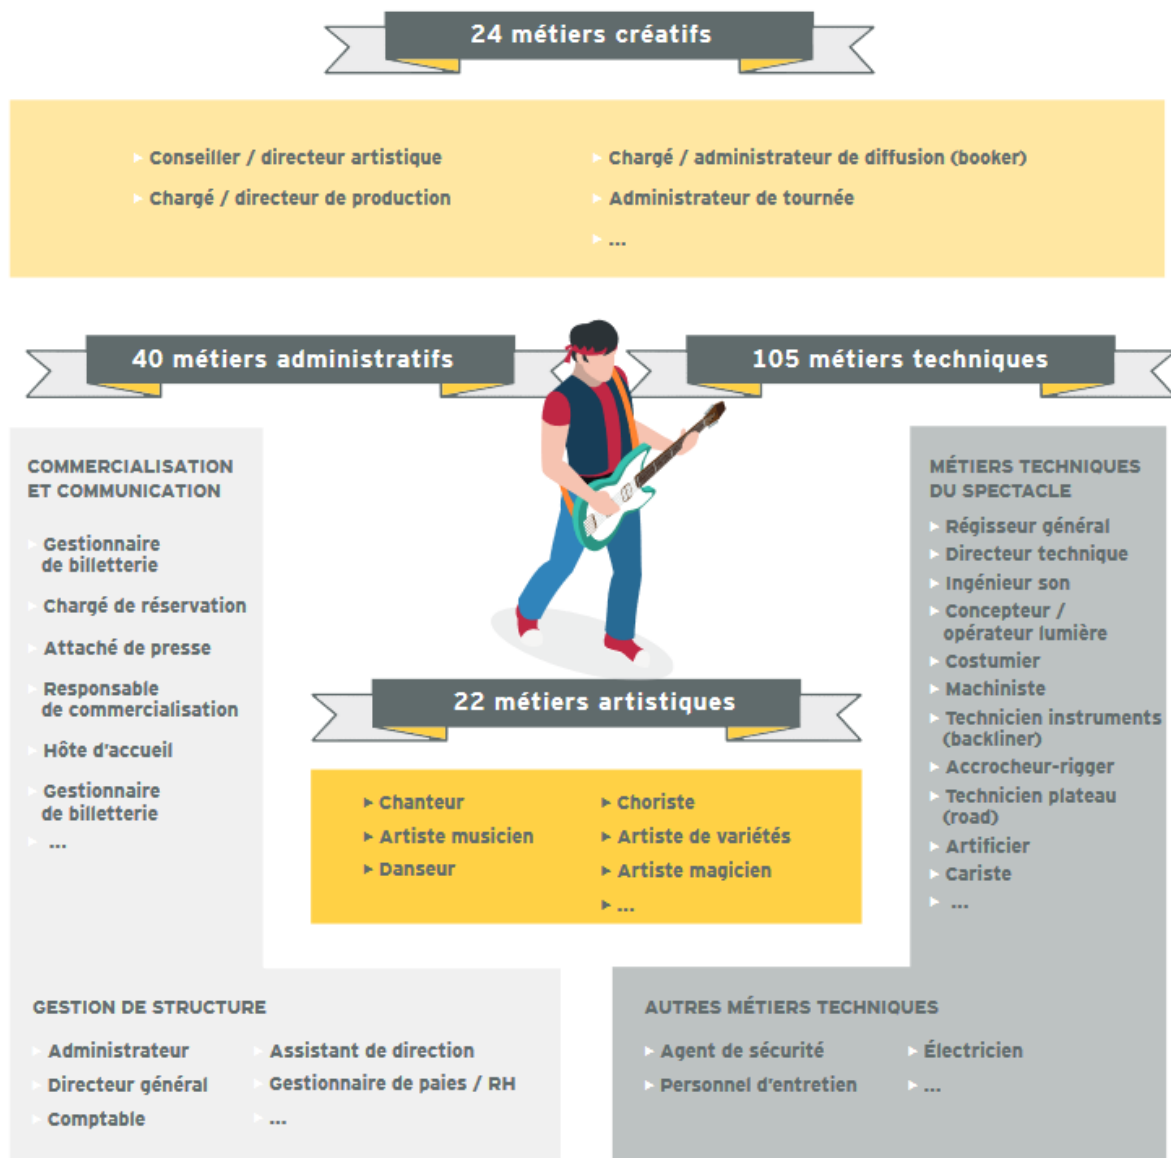 24 métiers créatifs
Conseiller / directeur artistique
Chargé / directeur de production
Chargé / administrateur de diffusion (booker)
Administrateur de tournée
...
40 métiers administratifs
COMMERCIALISATION
ET COMMUNICATION
Gestionnaire
de billetterie
Chargé de réservation
Attaché de presse
Responsable
de commercialisation
Hôte d'accueil
Gestionnaire
de billetterie
...
GESTION DE STRUCTURE
Administrateur
Directeur général
Comptable
Assistant de direction
Gestionnaire de paies / RH
...
22 métiers artistiques
Chanteur
Artiste musicien
Danseur
Choriste
Artiste de variétés
Artiste magicien
...
105 métiers techniques
MÉTIERS TECHNIQUES
DU SPECTACLE
Régisseur général
Directeur technique
Ingénieur son
Concepteur /
opérateur lumière
Costumier
Machiniste
Technicien instruments
(backliner)
Accrocheur-rigger
Technicien plateau
(road)
Artificier
Cariste
...
AUTRES MÉTIERS TECHNIQUES
Agent de sécurité
Personnel d'entretien
Électricien
...